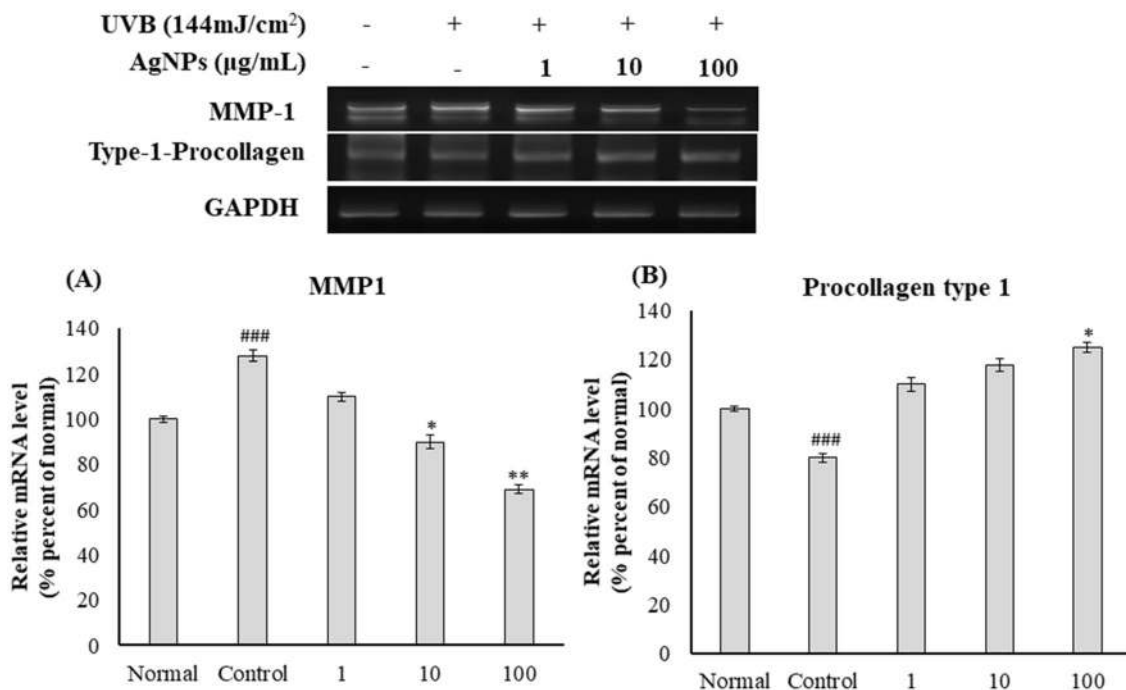 UVB (144mJ/cm²) - + + + +
AgNPs (µg/mL) - - 1 10 100
MMP-1
Type-1-Procollagen
GAPDH
(A)
MMP1
Relative mRNA level
(% percent of normal)
140
120
100
80
60
40
20
0
###
*
**
Normal Control 1 10 100
(B)
Procollagen type 1
Relative mRNA level
(% percent of normal)
140
120
100
80
60
40
20
0
###
*
Normal Control 1 10 100